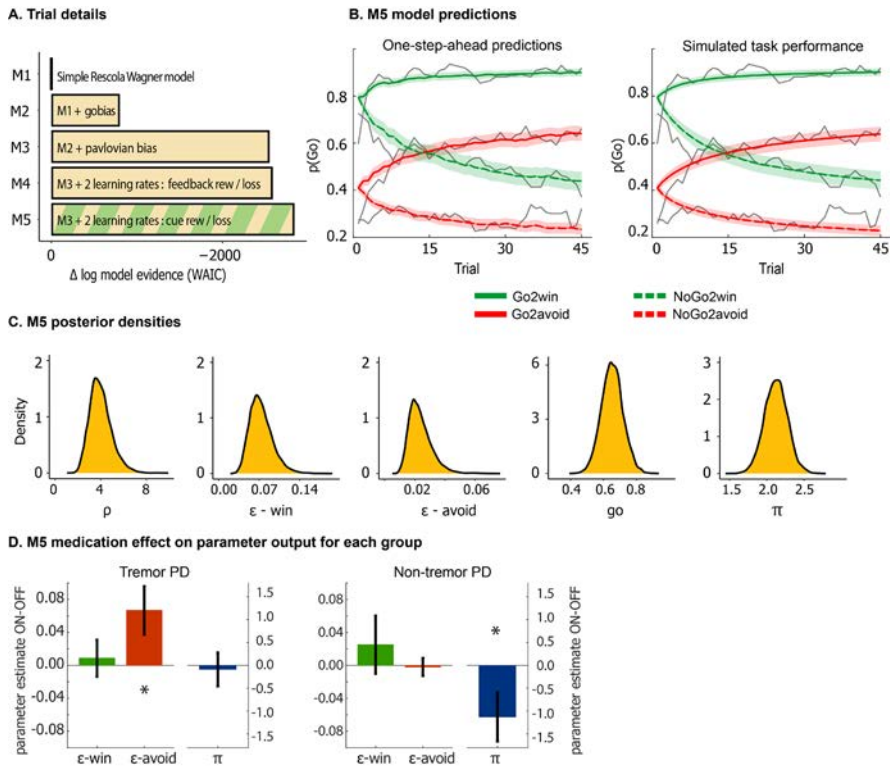 A. Trial details
M1
Simple Rescola Wagner model
M2
M1 + gobias
M3
M2 + pavlovian bias
M4
M3 + 2 learning rates : feedback rew / loss
M5
M3 + 2 learning rates : cue rew / loss
0
−2000
Δ log model evidence (WAIC)
B. M5 model predictions
One-step-ahead predictions
p(Go)
0.8
0.6
0.4
0.2
0
15
30
45
Trial
Simulated task performance
p(Go)
0.8
0.6
0.4
0.2
0
15
30
45
Trial
Go2win
NoGo2win
Go2avoid
NoGo2avoid
C. M5 posterior densities
Density
2
1
0
0
4
8
ρ
2
1
0
0.00
0.07
0.14
ε - win
2
1
0
0.02
0.06
ε - avoid
6
3
0
0.4
0.6
0.8
go
3
2
1
0
1.5
2.0
2.5
π
D. M5 medication effect on parameter output for each group
Tremor PD
parameter estimate ON-OFF
0.08
0.04
0.00
-0.04
-0.08
*
ε-win
ε-avoid
π
1.5
1.0
0.5
0
-0.5
-1.0
-1.5
parameter estimate ON-OFF
Non-tremor PD
0.08
0.04
0.00
-0.04
-0.08
*
ε-win
ε-avoid
π
1.5
1.0
0.5
0
-0.5
-1.0
-1.5
parameter estimate ON-OFF